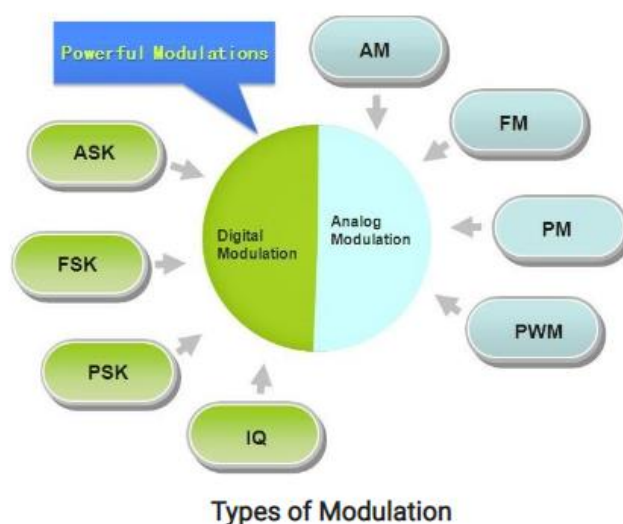 Powerful Modulations
AM
FM
ASK
Digital
Modulation
Analog
Modulation
PM
FSK
PWM
PSK
IQ
Types of Modulation